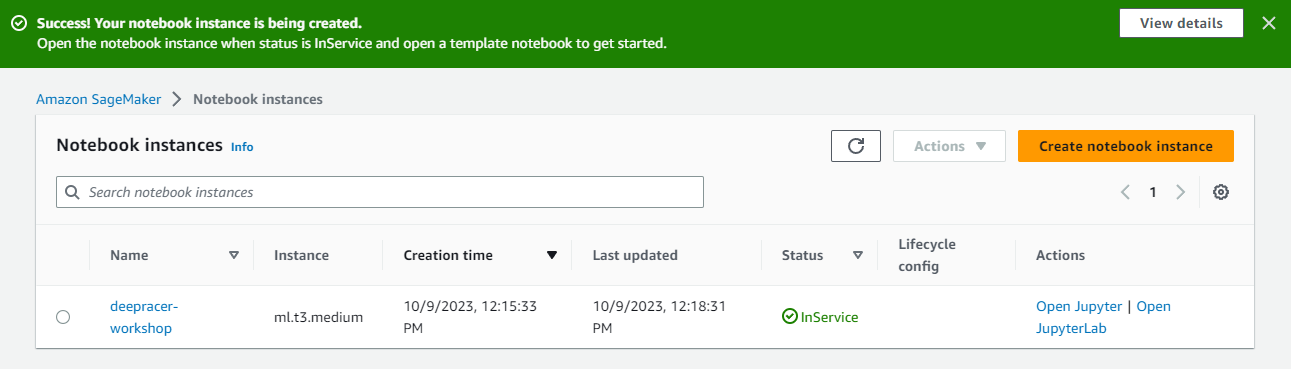 Success! Your notebook instance is being created.
View details
Open the notebook instance when status is InService and open a template notebook to get started.
Amazon SageMaker > Notebook instances
Notebook instances Info
Actions
Create notebook instance
Search notebook instances
1
Name
Instance
Creation time
Last updated
Status
Lifecycle
config
Actions
deepracer-
workshop
ml.t3.medium
10/9/2023, 12:15:33
PM
10/9/2023, 12:18:31
PM
InService
Open Jupyter | Open
JupyterLab